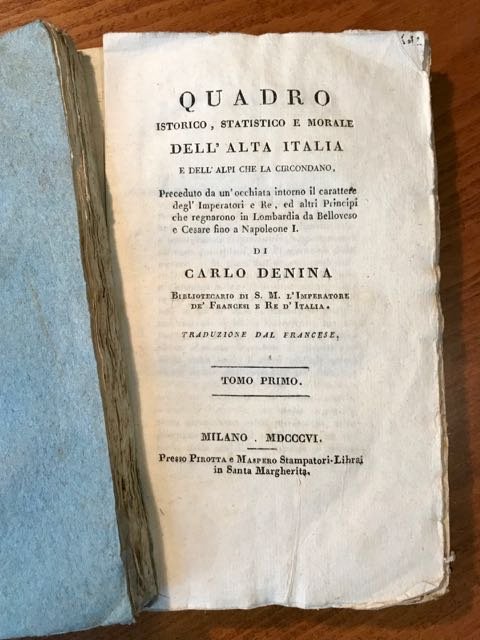 QUADRO
ISTORICO, STATISTICO E MORALE
DELL' ALTA ITALIA
E DELL' ALPI CHE LA CIRCONDANO,
Preceduto da un' occhiata intorno il carattere
degl' Imperatori e Re, ed altri Principi
che regnarono in Lombardia da Belloveso
e Cesare fino a Napoleone I.
DI
CARLO DENINA
BIBLIOTECARIO DI S. M. L'IMPERATORE
DE' FRANCESI E RE D'ITALIA.
TRADUZIONE DAL FRANCESE,
TOMO PRIMO.
MILANO . MDCCCVI.
Presso PIROTTA e MASPERO Stampatori-Librai
in Santa Margherita.